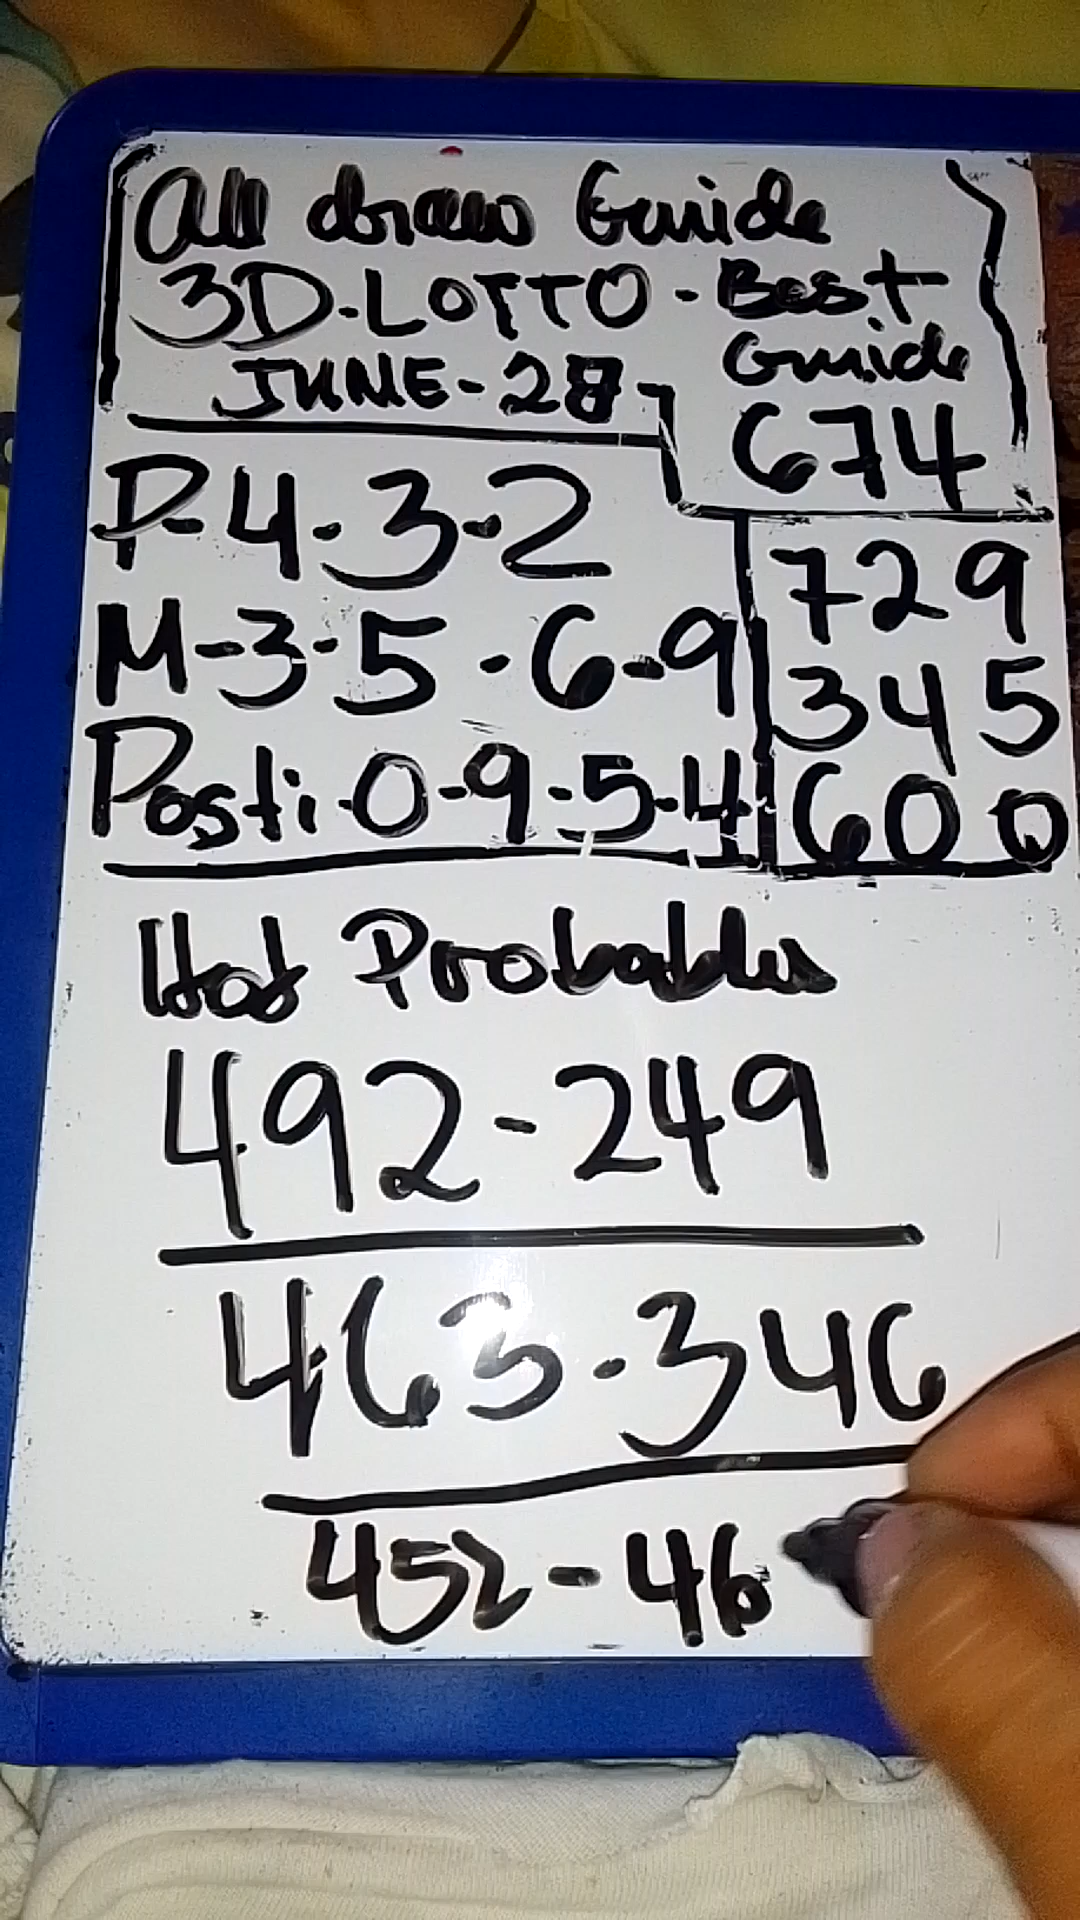 All draw Guide
3D-LOTTO - Best Guide
JUNE-28-
674
P-4-3-2
M-3-5-6-9
Posti-0-9-5-4
729
345
600
Hot Probables
492-249
463-346
452-46